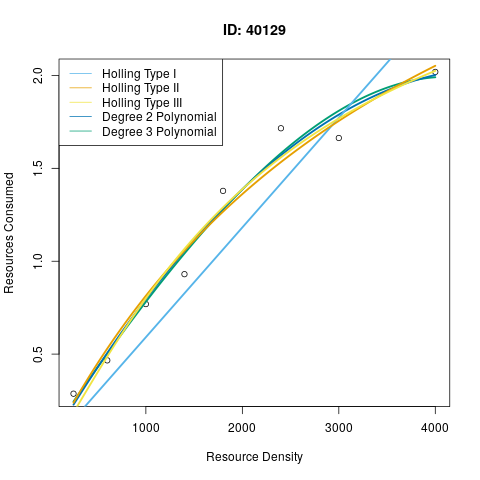 ID: 40129
Holling Type I
Holling Type II
Holling Type III
Degree 2 Polynomial
Degree 3 Polynomial
Resources Consumed
2.0
1.5
1.0
0.5
1000 2000 3000 4000
Resource Density